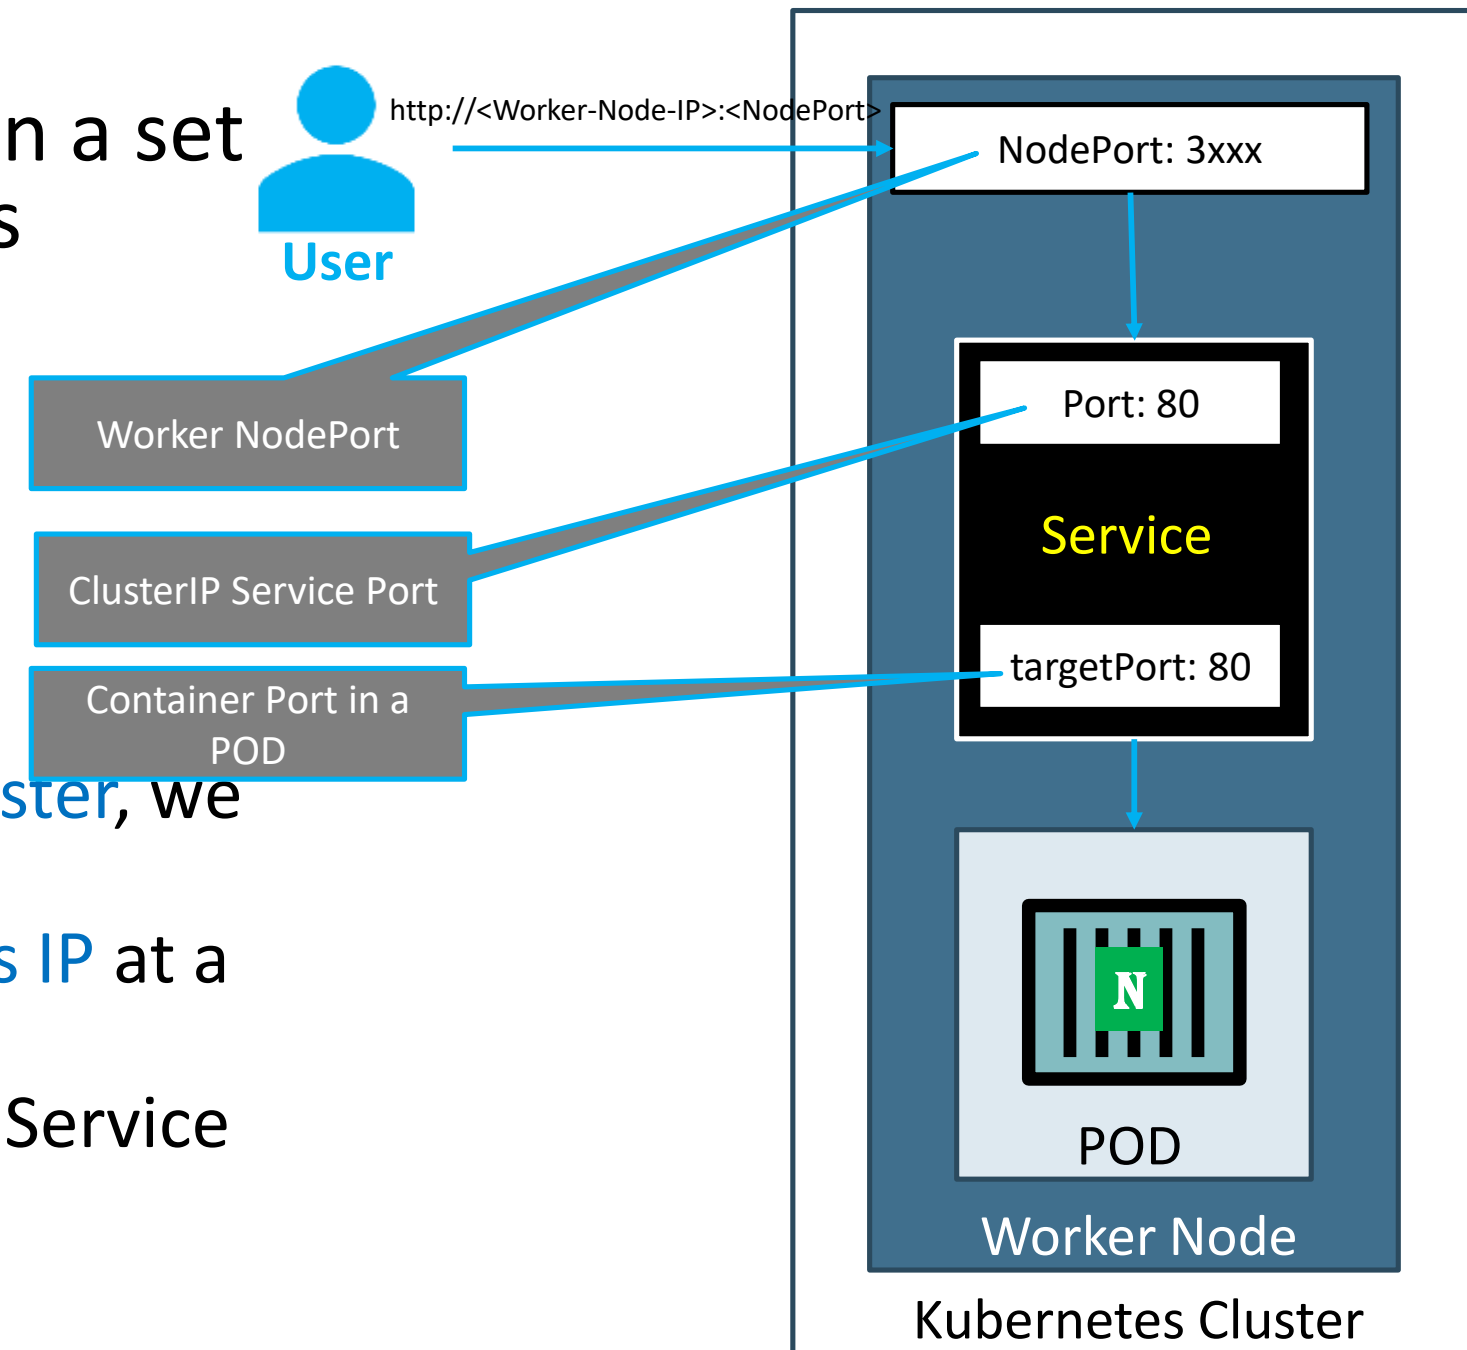 n a set
s
User
http://<Worker-Node-IP>:<NodePort>
NodePort: 3xxx
Worker NodePort
Port: 80
Service
ClusterIP Service Port
targetPort: 80
Container Port in a
POD
ster, we
s IP at a
Service
N
POD
Worker Node
Kubernetes Cluster